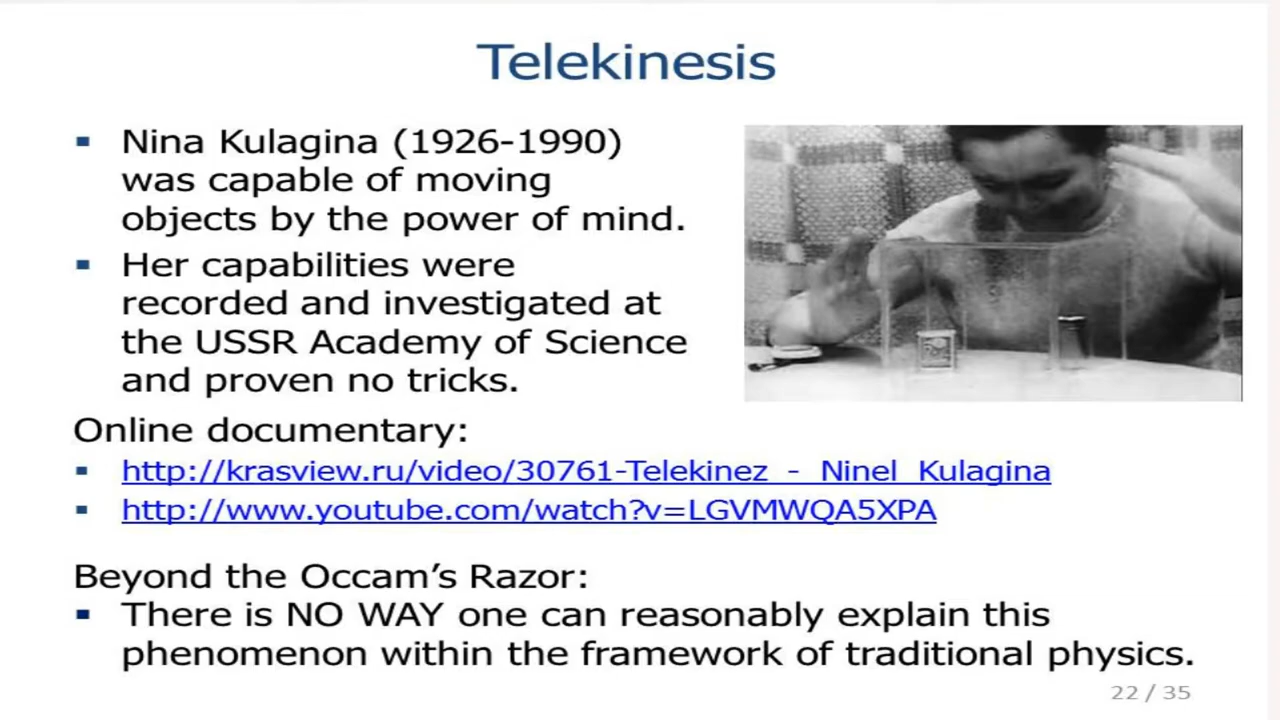 Telekinesis
Nina Kulagina (1926-1990)
was capable of moving
objects by the power of mind.
Her capabilities were
recorded and investigated at
the USSR Academy of Science
and proven no tricks.
Online documentary:
http://krasview.ru/video/30761-Telekinez_-_Ninel_Kulagina
http://www.youtube.com/watch?v=LGVMWQA5XPA
Beyond the Occam’s Razor:
There is NO WAY one can reasonably explain this
phenomenon within the framework of traditional physics.
22 / 35